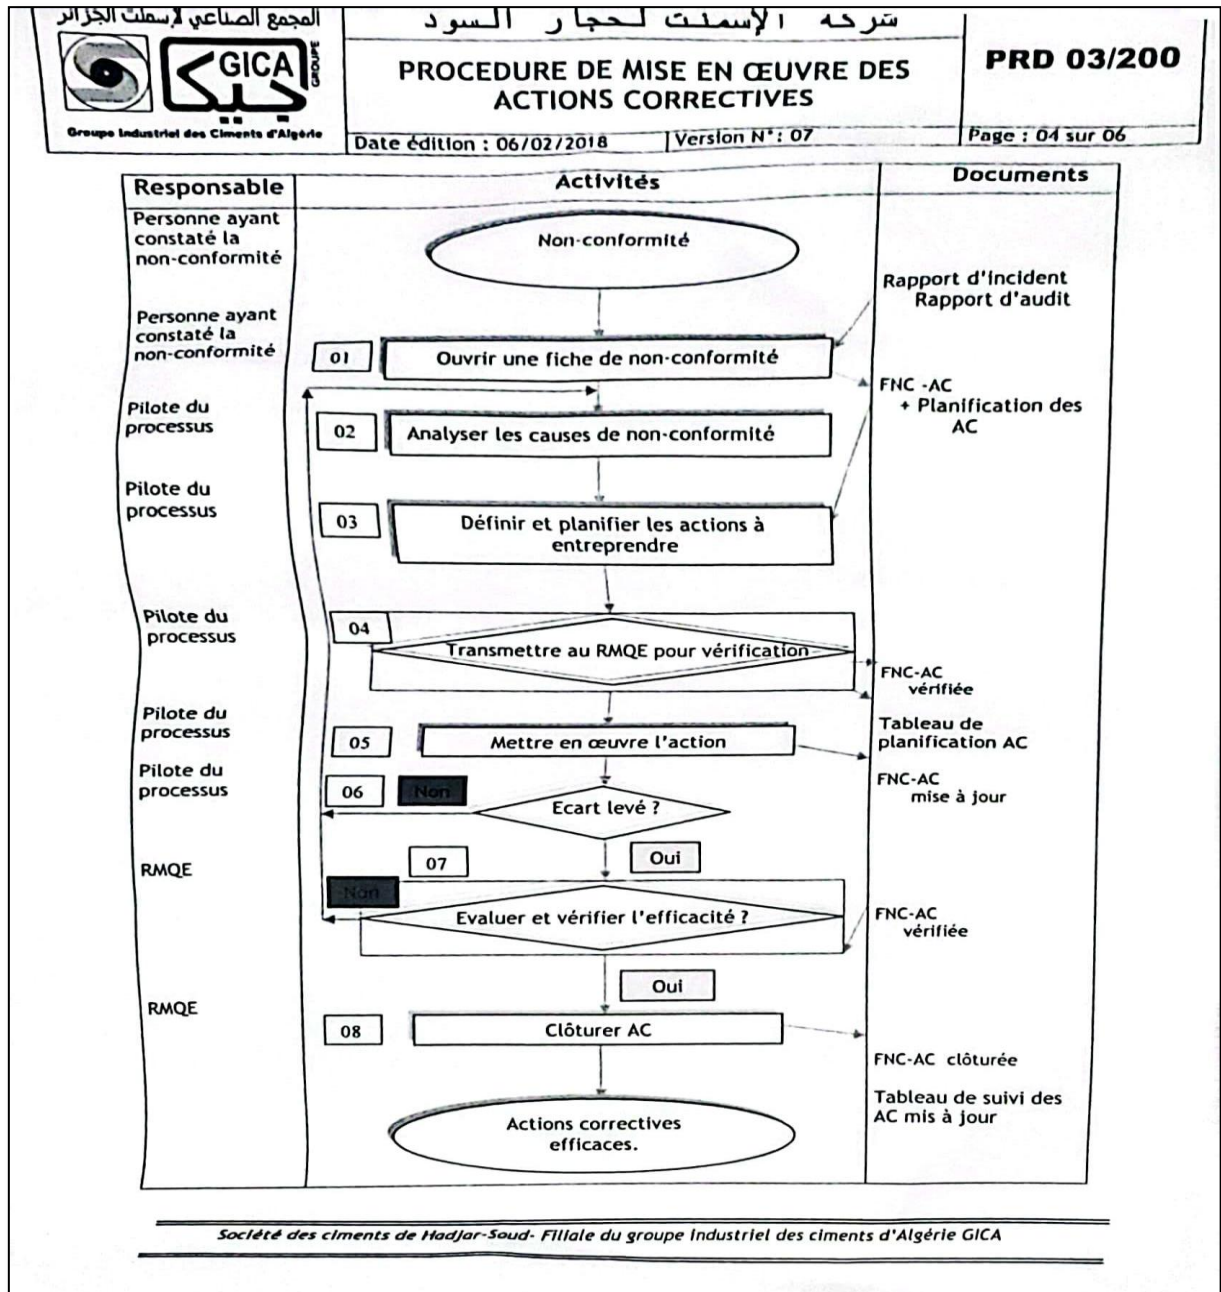 المجمع الصناعي لإسمنت الجزائر
GICA
جيكا
GROUPE
Groupe Industriel des Ciments d'Algérie
شركة الإسمنت لحجار السود
PROCEDURE DE MISE EN ŒUVRE DES
ACTIONS CORRECTIVES
PRD 03/200
Date édition : 06/02/2018
Version N° : 07
Page : 04 sur 06
Responsable
Activités
Documents
Personne ayant
constaté la
non-conformité
Non-conformité
Rapport d'incident
Rapport d'audit
Personne ayant
constaté la
non-conformité
01
Ouvrir une fiche de non-conformité
FNC -AC
+ Planification des
AC
Pilote du
processus
02
Analyser les causes de non-conformité
Pilote du
processus
03
Définir et planifier les actions à
entreprendre
Pilote du
processus
04
Transmettre au RMQE pour vérification
FNC-AC
vérifiée
Pilote du
processus
05
Mettre en œuvre l'action
Tableau de
planification AC
Pilote du
processus
06
Non
Ecart levé ?
FNC-AC
mise à jour
Oui
RMQE
07
Non
Evaluer et vérifier l'efficacité ?
FNC-AC
vérifiée
Oui
RMQE
08
Clôturer AC
FNC-AC clôturée
Tableau de suivi des
AC mis à jour
Actions correctives
efficaces.
Société des ciments de Hadjar-Soud- Filiale du groupe industriel des ciments d'Algérie GICA